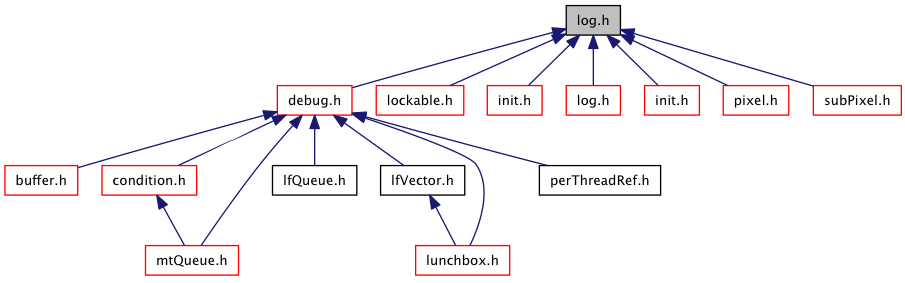 log.h
debug.h
lockable.h
init.h
log.h
init.h
pixel.h
subPixel.h
buffer.h
condition.h
lfQueue.h
lfVector.h
perThreadRef.h
mtQueue.h
lunchbox.h